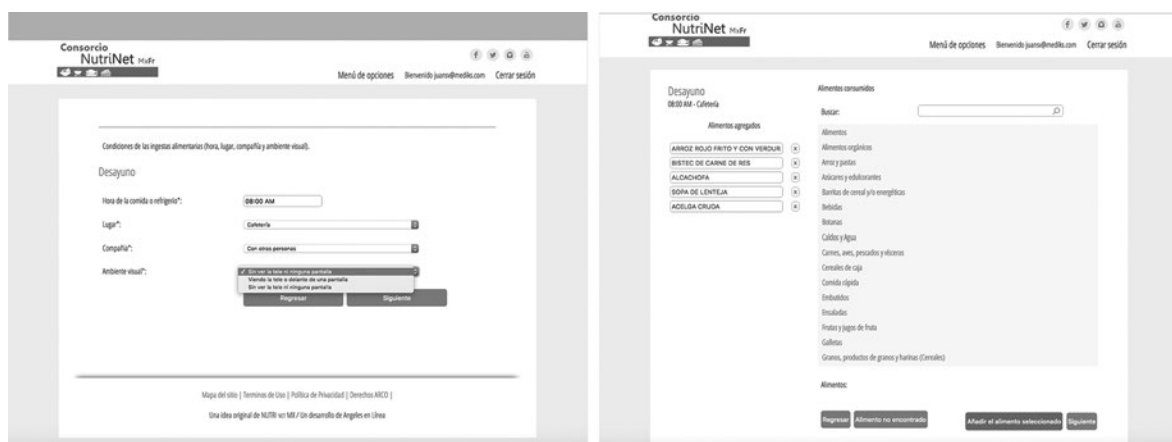 Consorcio
NutriNet MxFr
Menú de opciones Bienvenido juansv@mediks.com Cerrar sesión
Condiciones de las ingestas alimentarias (hora, lugar, compañía y ambiente visual).
Desayuno
Hora de la comida o refrigerio*: 08:00 AM
Lugar*: Cafetería
Compañía*: Con otras personas
Ambiente visual*: ✓ Sin ver la tele ni ninguna pantalla
Viendo la tele o delante de una pantalla
Sin ver la tele ni ninguna pantalla
Regresar Siguiente
Mapa del sitio | Terminos de Uso | Política de Privacidad | Derechos ARCO |
Una idea original de NUTRI NET MX / Un desarrollo de Angeles en Línea
Consorcio
NutriNet MxFr
Menú de opciones Bienvenido juansv@mediks.com Cerrar sesión
Desayuno
08:00 AM - Cafetería
Alimentos agregados
ARROZ ROJO FRITO Y CON VERDUR
BISTEC DE CARNE DE RES
ALCACHOFA
SOPA DE LENTEJA
ACELGA CRUDA
Alimentos consumidos
Buscar:
Alimentos
Alimentos orgánicos
Arroz y pastas
Azúcares y edulcorantes
Barritas de cereal y/o energéticas
Bebidas
Botanas
Caldos y Agua
Carnes, aves, pescados y vísceras
Cereales de caja
Comida rápida
Embutidos
Ensaladas
Frutas y jugos de fruta
Galletas
Granos, productos de granos y harinas (Cereales)
Alimentos:
Regresar Alimento no encontrado Añadir el alimento seleccionado Siguiente